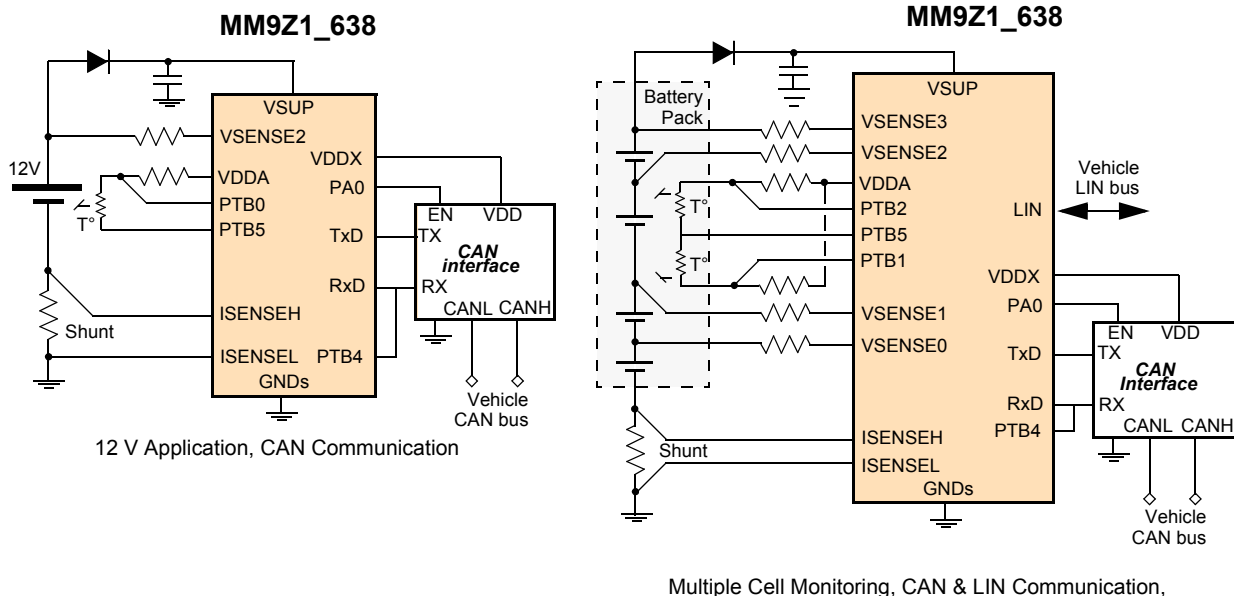 MM9Z1_638
VSUP
VSENSE2
12V
VDDX
VDDA
PA0
PTB0
T°
PTB5
EN VDD
TxD
TX
CAN
interface
RxD
RX
CANL CANH
ISENSEH
Shunt
ISENSEL
PTB4
GNDs
Vehicle
CAN bus
12 V Application, CAN Communication
MM9Z1_638
Battery
Pack
VSUP
VSENSE3
VSENSE2
VDDA
Vehicle
LIN bus
PTB2
LIN
T°
PTB5
T°
PTB1
VDDX
PA0
VSENSE1
EN VDD
VSENSE0
TxD
TX
CAN
Interface
RxD
RX
PTB4
CANL CANH
ISENSEH
Shunt
ISENSEL
GNDs
Vehicle
CAN bus
Multiple Cell Monitoring, CAN & LIN Communication,